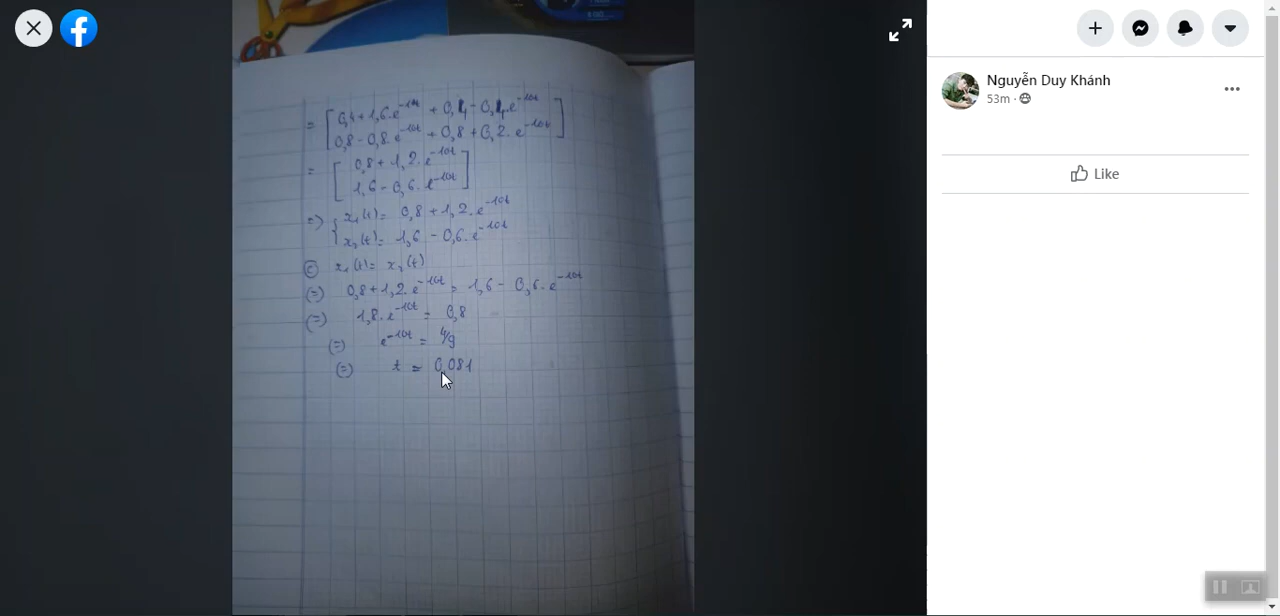 Nguyễn Duy Khánh
53m
Like
= [ 0,4 + 1,6.e^-10t + 0,4 - 0,4.e^-10t
0,8 - 0,8.e^-10t + 0,8 + 0,2.e^-10t ]
= [ 0,8 + 1,2.e^-10t
1,6 - 0,6.e^-10t ]
=> { x₁(t) = 0,8 + 1,2.e^-10t
x₂(t) = 1,6 - 0,6.e^-10t
c x₁(t) = x₂(t)
(=) 0,8 + 1,2.e^-10t = 1,6 - 0,6.e^-10t
(=) 1,8.e^-10t = 0,8
(=) e^-10t = 4/9
(=) t ≃ 0,081